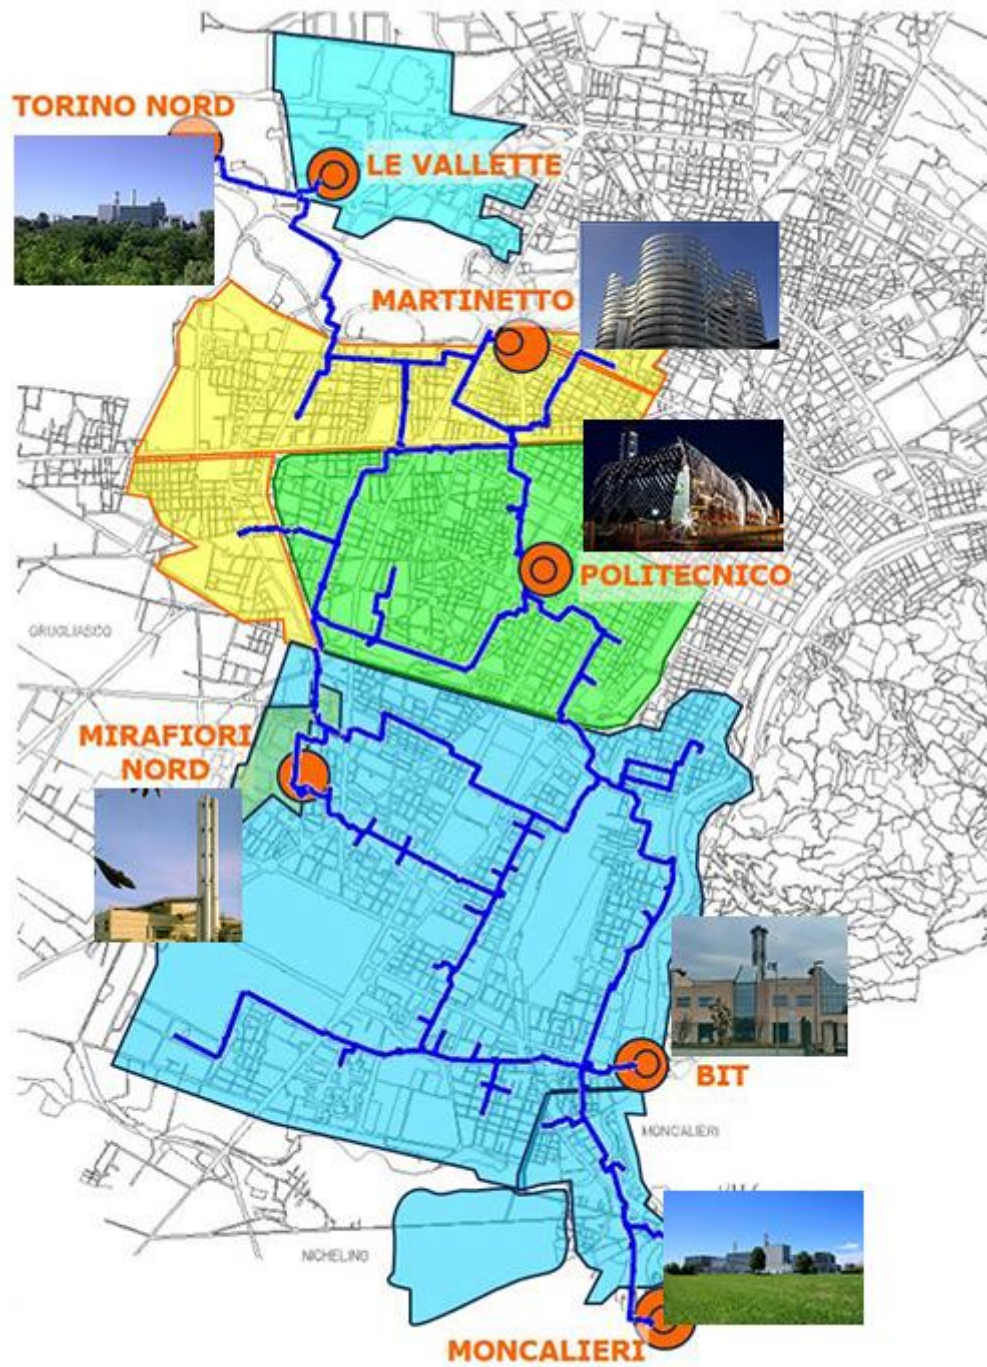 TORINO NORD
LE VALLETTE
MARTINETTO
POLITECNICO
GRUGLIASCO
MIRAFIORI
NORD
BIT
MONCALIERI
NICHELINO
MONCALIERI